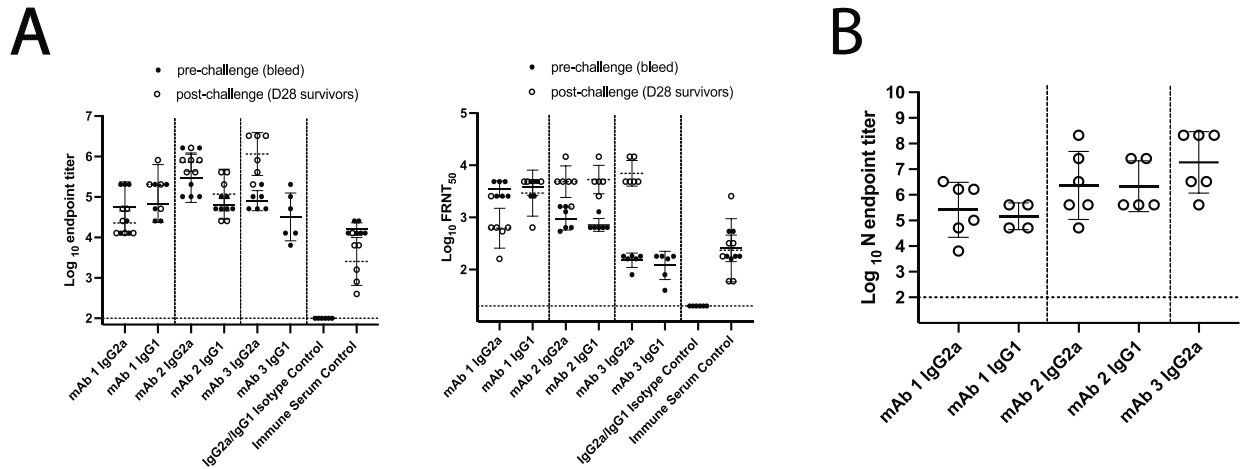 A
pre-challenge (bleed)
post-challenge (D28 survivors)
Log 10 endpoint titer
7
6
5
4
3
2
mAb 1 IgG2a
mAb 1 IgG1
mAb 2 IgG2a
mAb 2 IgG1
mAb 3 IgG2a
mAb 3 IgG1
IgG2a/IgG1 Isotype Control
Immune Serum Control
pre-challenge (bleed)
post-challenge (D28 survivors)
Log10 FRNT50
5
4
3
2
mAb 1 IgG2a
mAb 1 IgG1
mAb 2 IgG2a
mAb 2 IgG1
mAb 3 IgG2a
mAb 3 IgG1
IgG2a/IgG1 Isotype Control
Immune Serum Control
B
Log 10 N endpoint titer
10
9
8
7
6
5
4
3
2
mAb 1 IgG2a
mAb 1 IgG1
mAb 2 IgG2a
mAb 2 IgG1
mAb 3 IgG2a